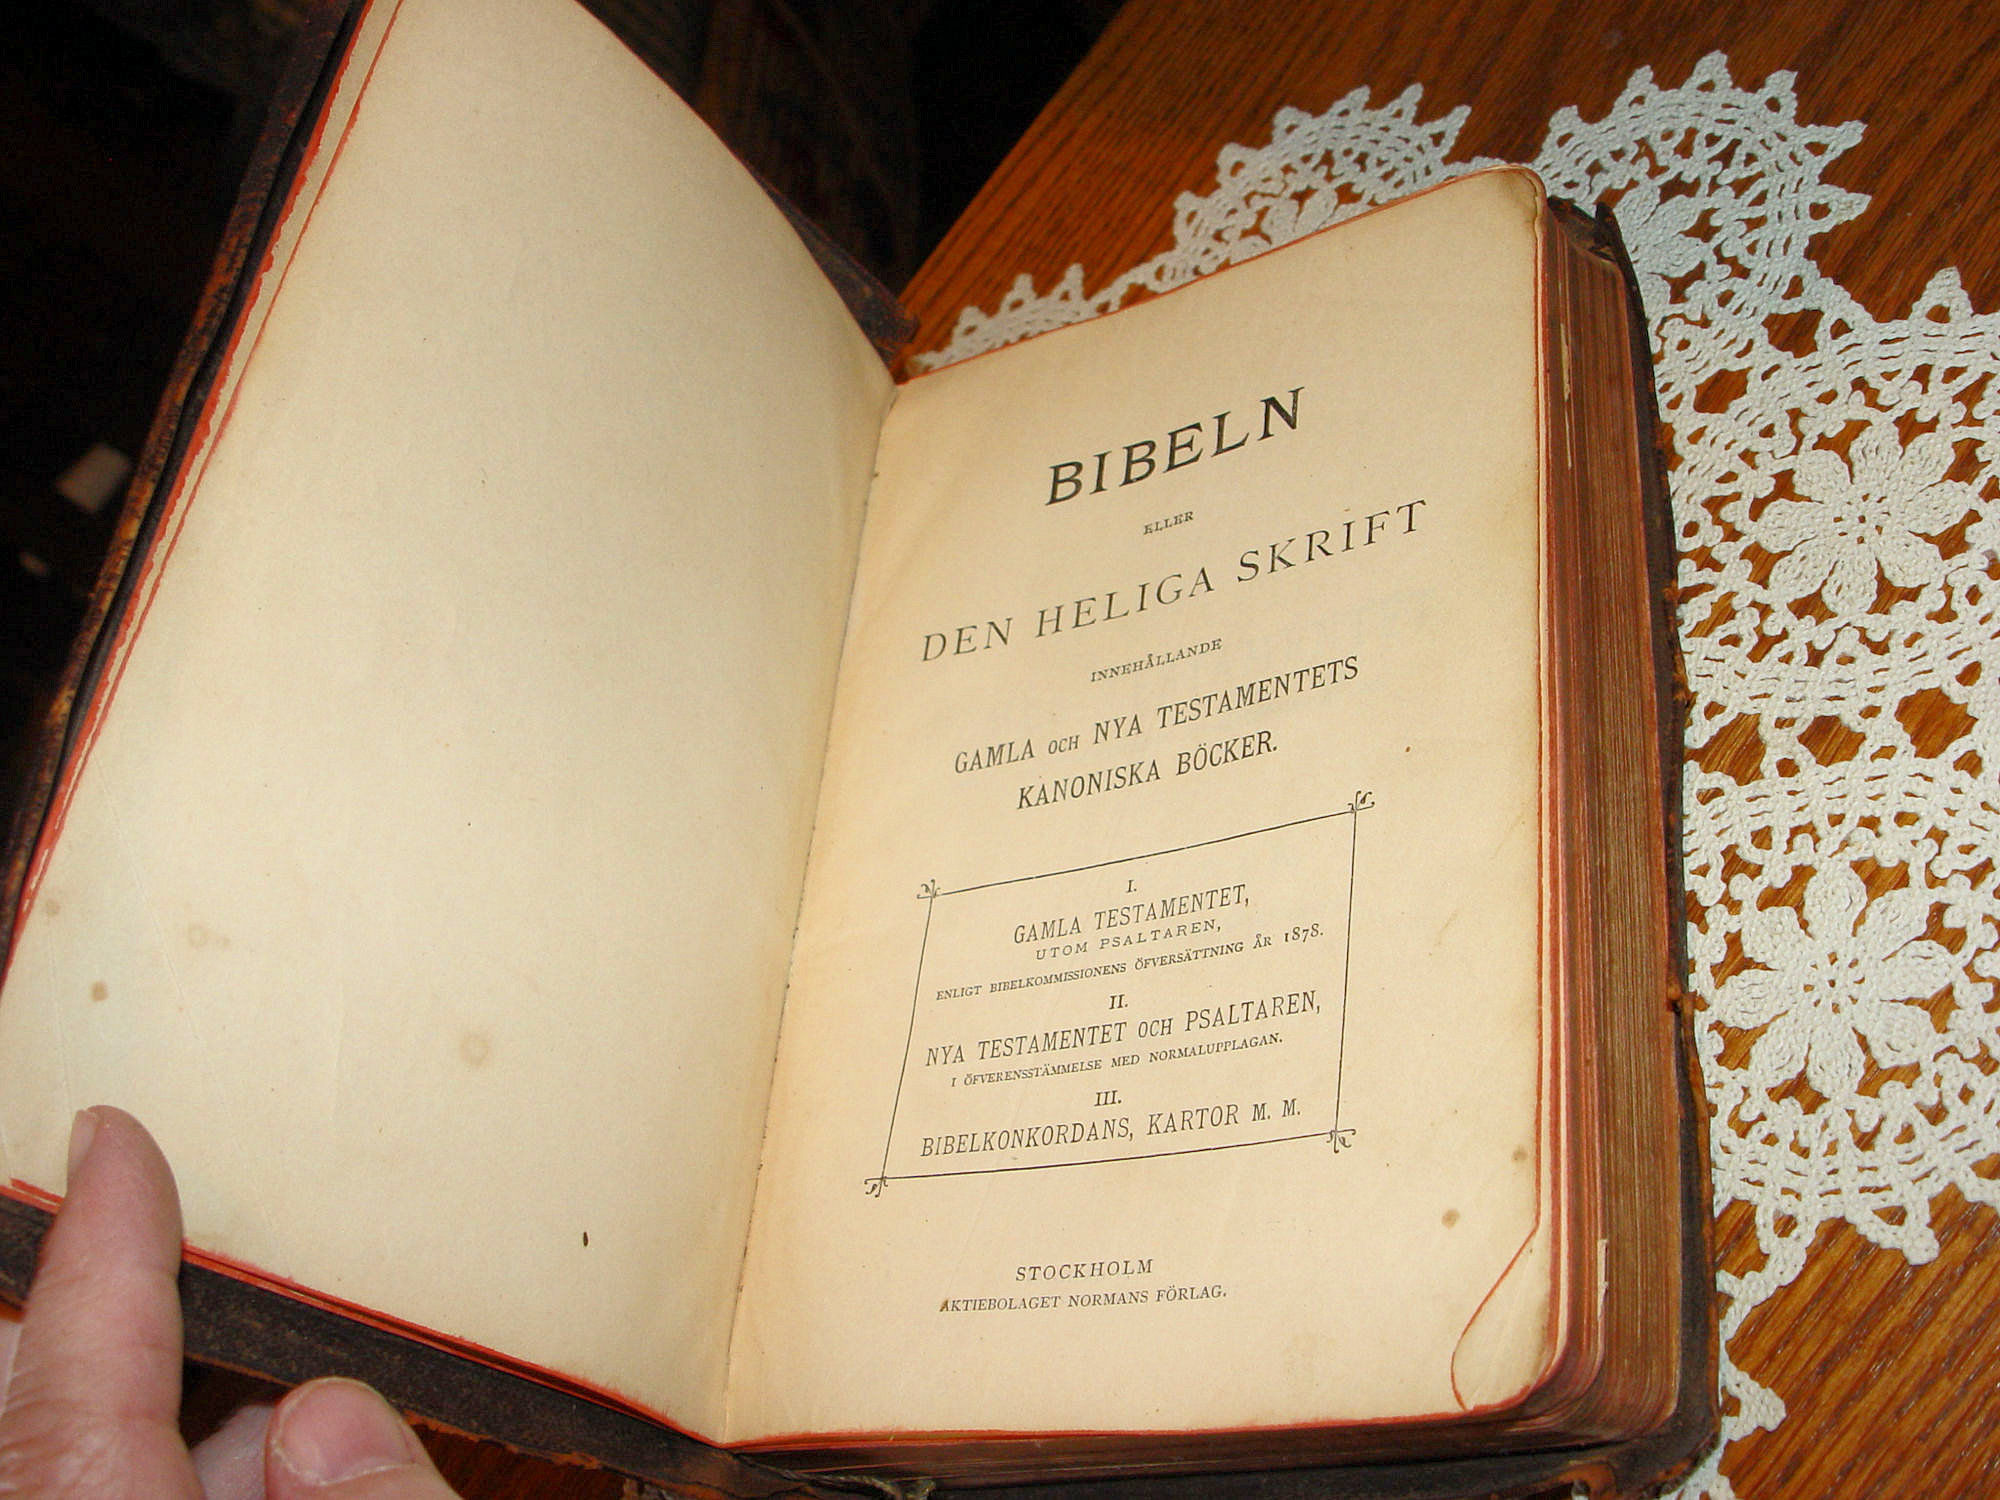 BIBELN
ELLER
DEN HELIGA SKRIFT
INNEHÅLLANDE
GAMLA OCH NYA TESTAMENTETS
KANONISKA BÖCKER.
I.
GAMLA TESTAMENTET,
UTOM PSALTAREN,
ENLIGT BIBELKOMMISSIONENS ÖFVERSÄTTNING ÅR 1878.
II.
NYA TESTAMENTET OCH PSALTAREN,
I ÖFVERENSSTÄMMELSE MED NORMALUPPLAGAN.
III.
BIBELKONKORDANS, KARTOR M. M.
STOCKHOLM
AKTIEBOLAGET NORMANS FÖRLAG.